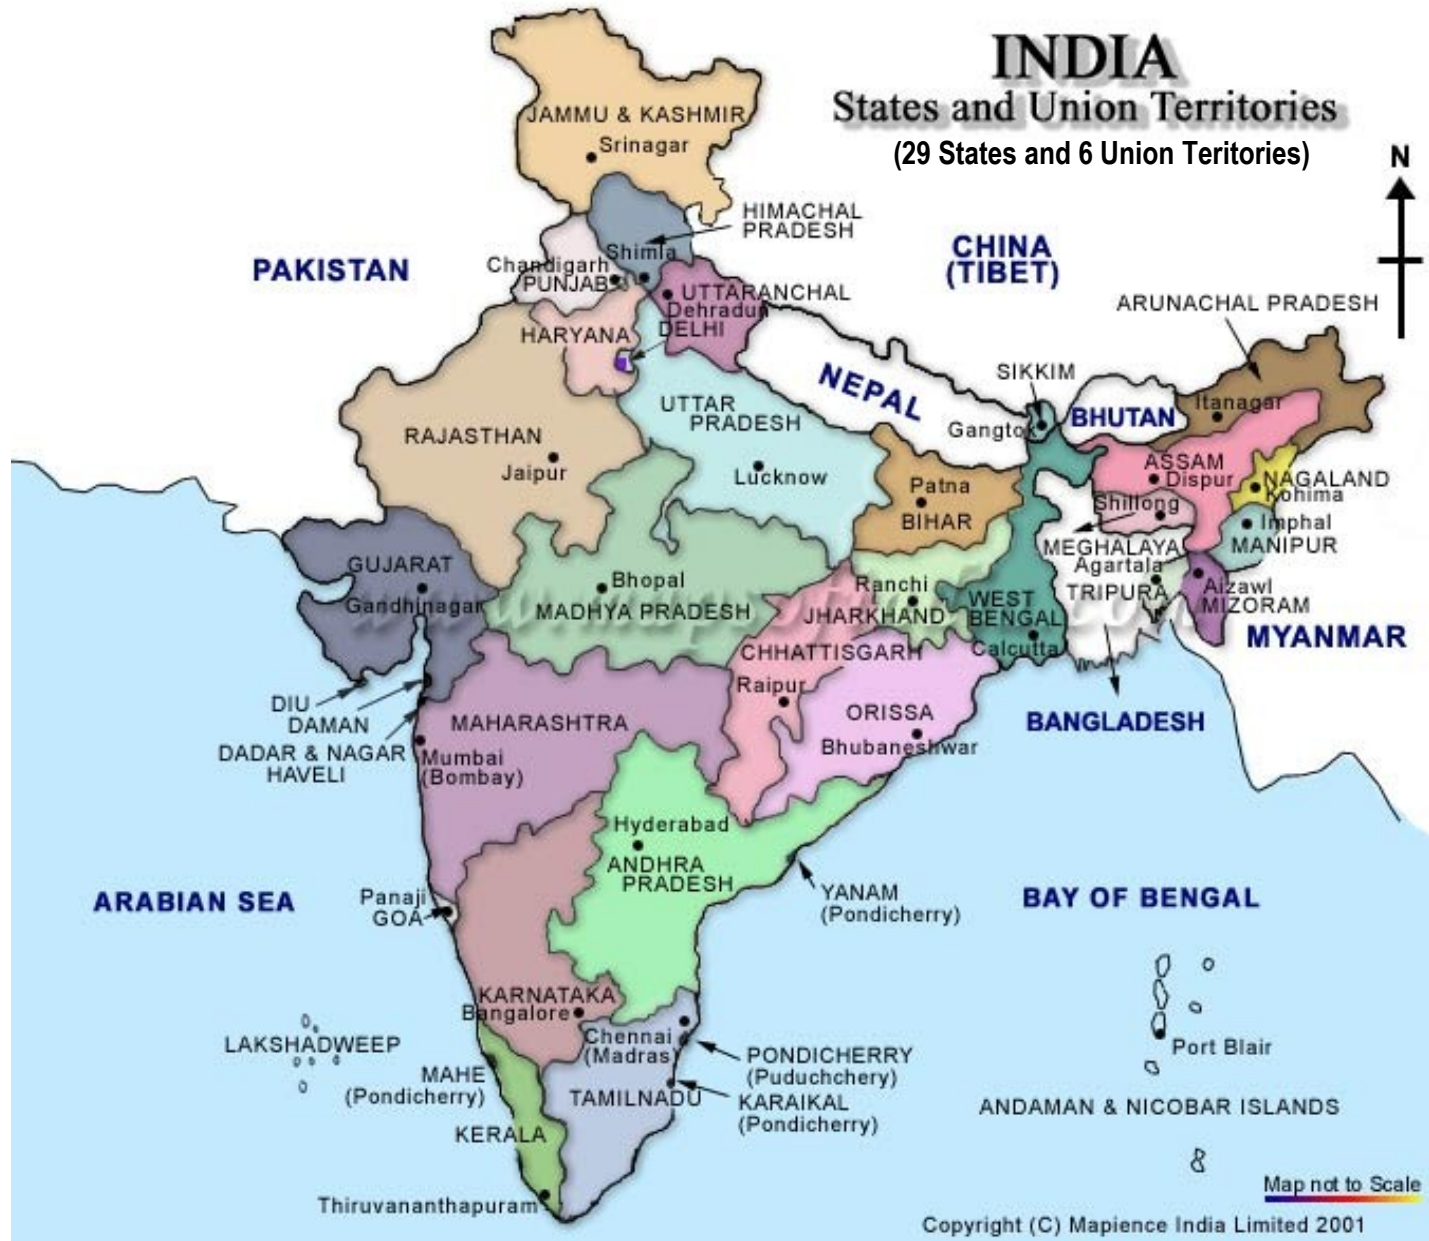 INDIA
States and Union Territories
(29 States and 6 Union Teritories)
N
JAMMU & KASHMIR
Srinagar
HIMACHAL
PRADESH
Shimla
CHINA
(TIBET)
PAKISTAN
Chandigarh
PUNJAB
UTTARANCHAL
Dehradun
DELHI
HARYANA
ARUNACHAL PRADESH
SIKKIM
NEPAL
BHUTAN
Itanagar
Gangtok
UTTAR
PRADESH
Lucknow
RAJASTHAN
Jaipur
Patna
BIHAR
ASSAM
Dispur
NAGALAND
Kohima
Shillong
MEGHALAYA
Imphal
MANIPUR
Agartala
TRIPURA
Aizawl
MIZORAM
MYANMAR
GUJARAT
Gandhinagar
Bhopal
MADHYA PRADESH
Ranchi
JHARKHAND
WEST
BENGAL
Calcutta
CHHATTISGARH
Raipur
ORISSA
Bhubaneshwar
BANGLADESH
DIU
DAMAN
DADAR & NAGAR
HAVELI
MAHARASHTRA
Mumbai
(Bombay)
Hyderabad
ANDHRA
PRADESH
YANAM
(Pondicherry)
ARABIAN SEA
Panaji
GOA
BAY OF BENGAL
KARNATAKA
Bangalore
LAKSHADWEEP
Chennai
(Madras)
PONDICHERRY
(Puduchchery)
MAHE
(Pondicherry)
TAMILNADU
KARAIKAL
(Pondicherry)
KERALA
Thiruvananthapuram
Port Blair
ANDAMAN & NICOBAR ISLANDS
Map not to Scale
Copyright (C) Mapience India Limited 2001